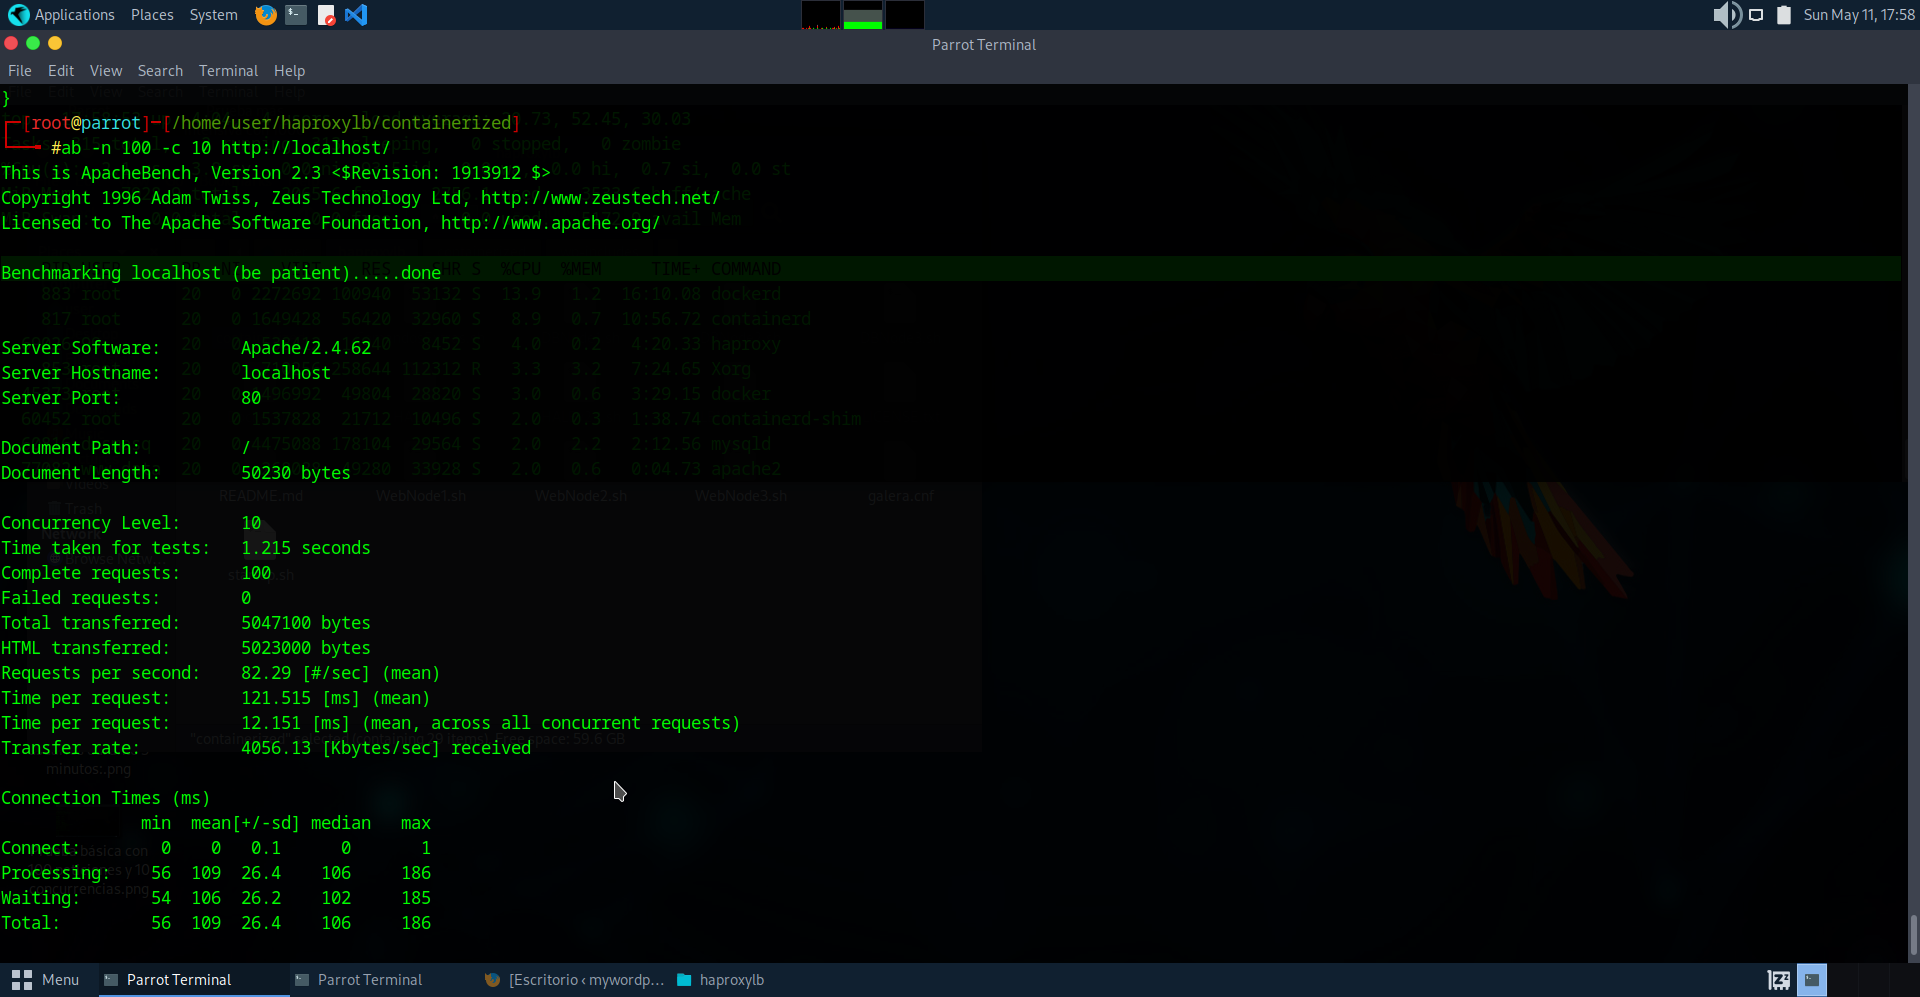 Applications Places System Sun May 11, 17:58
Parrot Terminal
File Edit View Search Terminal Help
}
[root@parrot]─[/home/user/haproxylb/containerized]
#ab -n 100 -c 10 http://localhost/
This is ApacheBench, Version 2.3 <$Revision: 1913912 $>
Copyright 1996 Adam Twiss, Zeus Technology Ltd, http://www.zeustech.net/
Licensed to The Apache Software Foundation, http://www.apache.org/
Benchmarking localhost (be patient).....done
Server Software: Apache/2.4.62
Server Hostname: localhost
Server Port: 80
Document Path: /
Document Length: 50230 bytes
Concurrency Level: 10
Time taken for tests: 1.215 seconds
Complete requests: 100
Failed requests: 0
Total transferred: 5047100 bytes
HTML transferred: 5023000 bytes
Requests per second: 82.29 [#/sec] (mean)
Time per request: 121.515 [ms] (mean)
Time per request: 12.151 [ms] (mean, across all concurrent requests)
Transfer rate: 4056.13 [Kbytes/sec] received
Connection Times (ms)
min mean[+/-sd] median max
Connect: 0 0 0.1 0 1
Processing: 56 109 26.4 106 186
Waiting: 54 106 26.2 102 185
Total: 56 109 26.4 106 186
Menu Parrot Terminal Parrot Terminal [Escritorio ‹ mywordp... haproxylb